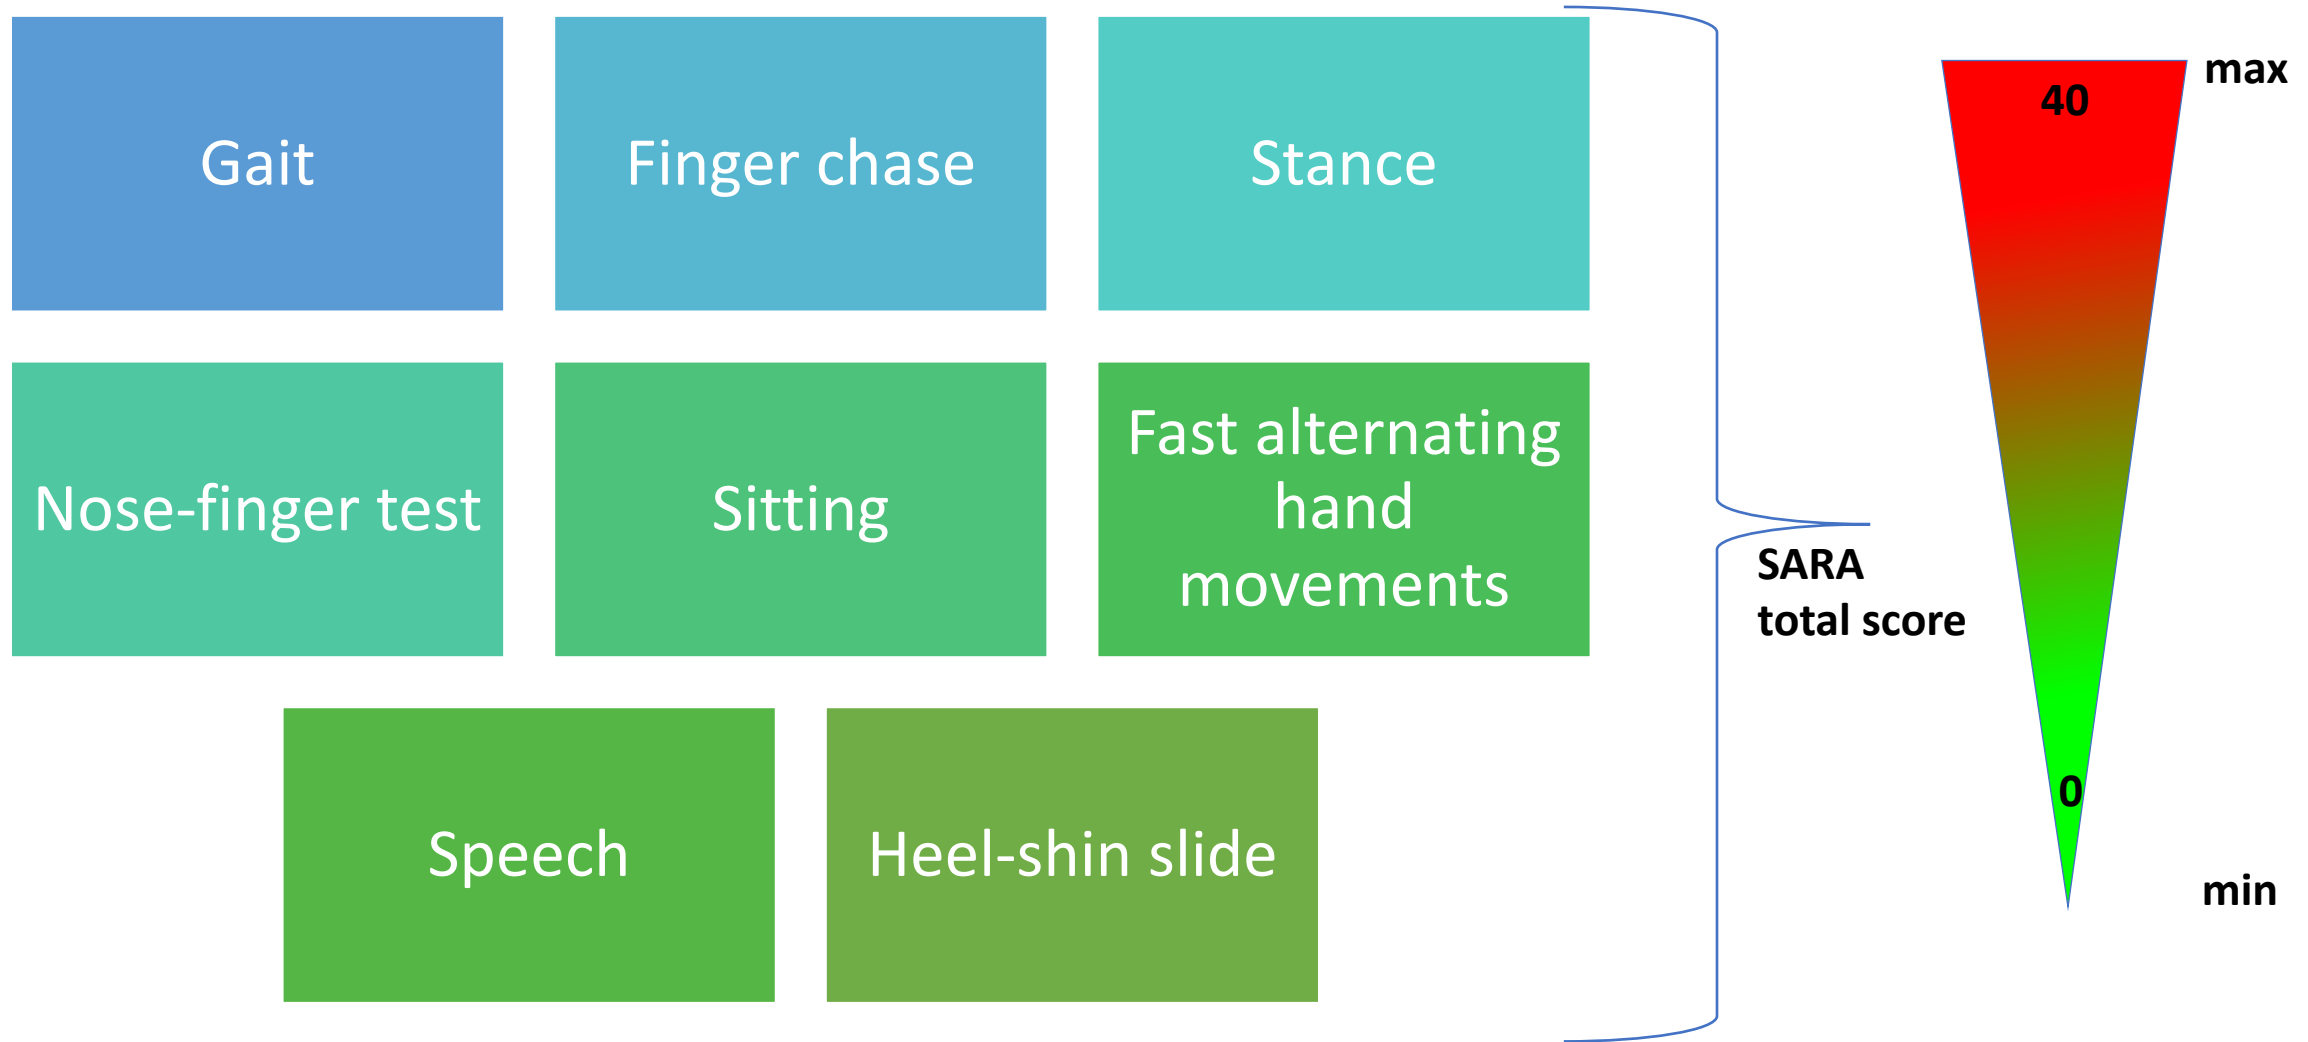 Gait
Finger chase
Stance
Nose-finger test
Sitting
Fast alternating
hand
movements
Speech
Heel-shin slide
SARA
total score
max
40
0
min